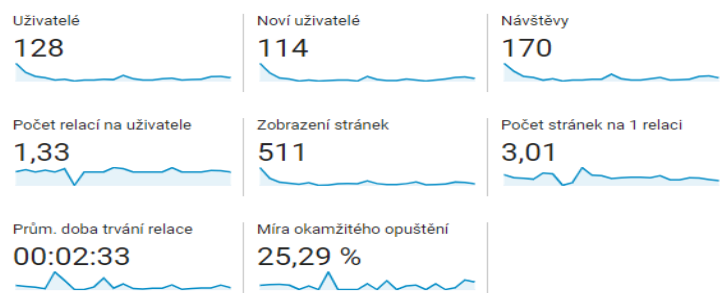 Uživatelé
128
Noví uživatelé
114
Návštěvy
170
Počet relací na uživatele
1,33
Zobrazení stránek
511
Počet stránek na 1 relaci
3,01
Prům. doba trvání relace
00:02:33
Míra okamžitého opuštění
25,29 %